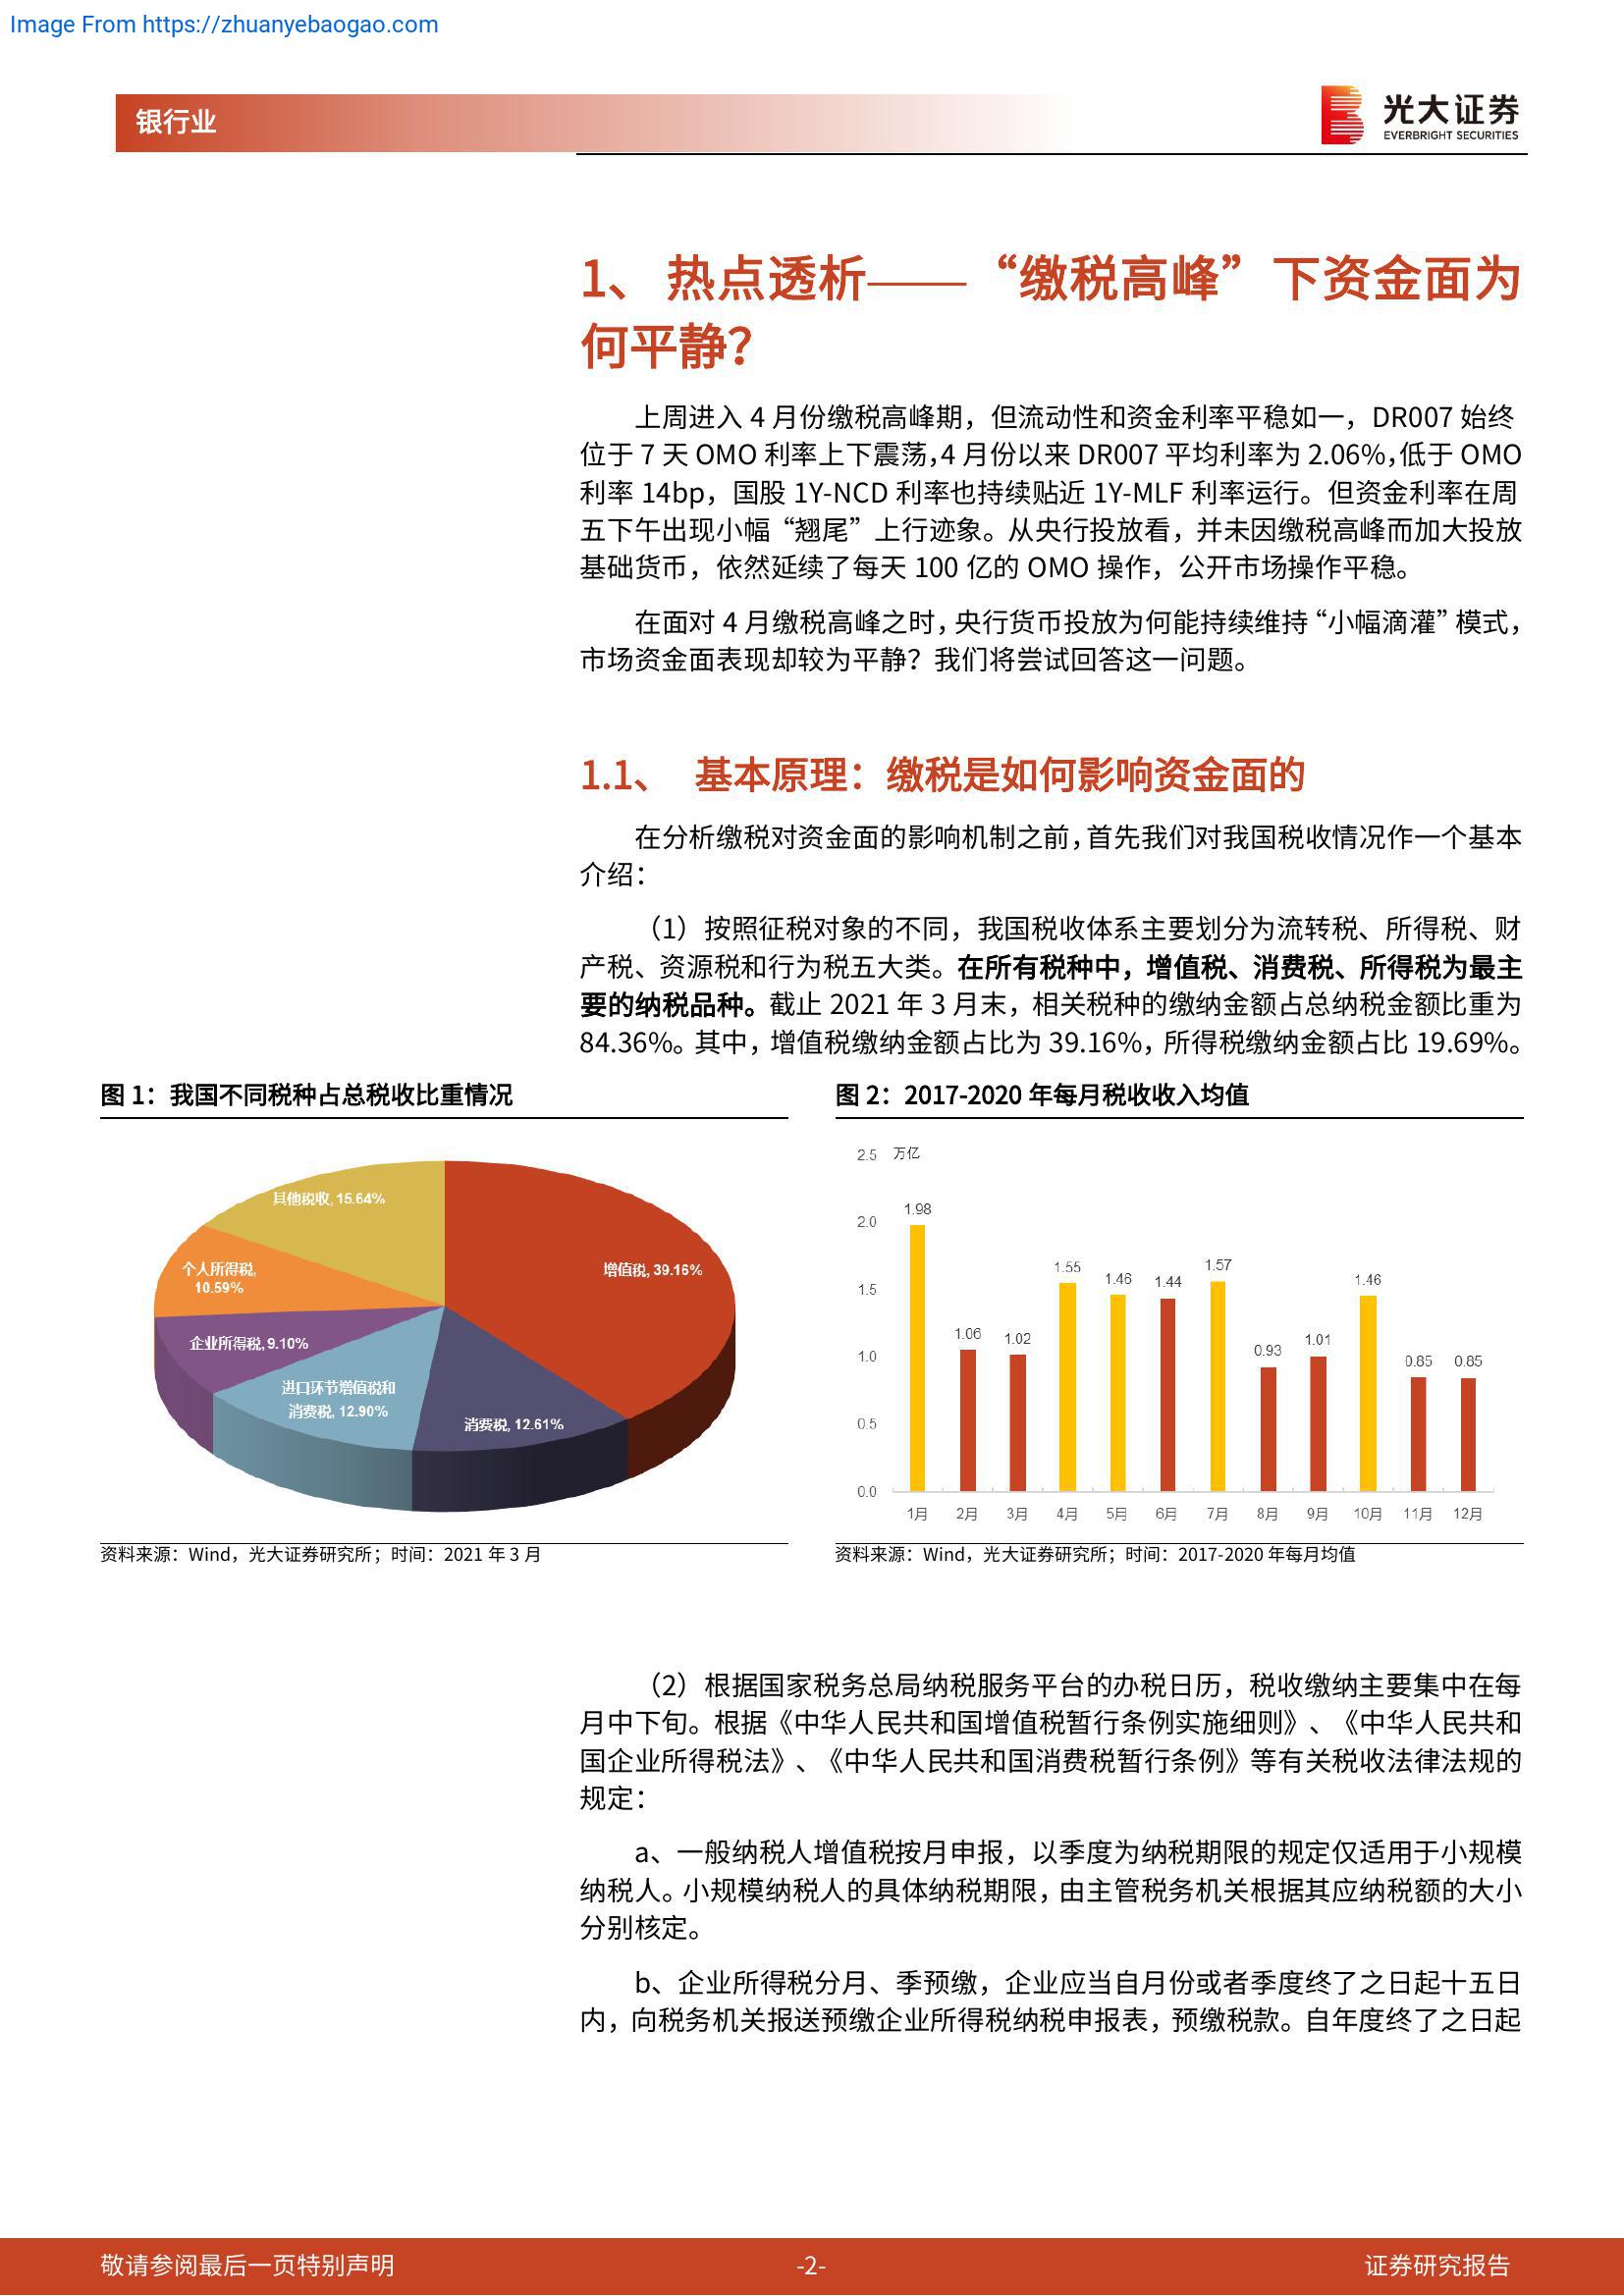 Image From https://zhuanyebaogao.com
银行业
光大证券
EVERBRIGHT SECURITIES
1、 热点透析——“缴税高峰”下资金面为
何平静？
上周进入 4 月份缴税高峰期，但流动性和资金利率平稳如一，DR007 始终
位于 7 天 OMO 利率上下震荡，4 月份以来 DR007 平均利率为 2.06%，低于 OMO
利率 14bp，国股 1Y-NCD 利率也持续贴近 1Y-MLF 利率运行。但资金利率在周
五下午出现小幅“翘尾”上行迹象。从央行投放看，并未因缴税高峰而加大投放
基础货币，依然延续了每天 100 亿的 OMO 操作，公开市场操作平稳。
在面对 4 月缴税高峰之时，央行货币投放为何能持续维持“小幅滴灌”模式，
市场资金面表现却较为平静？我们将尝试回答这一问题。
1.1、 基本原理：缴税是如何影响资金面的
在分析缴税对资金面的影响机制之前，首先我们对我国税收情况作一个基本
介绍：
（1）按照征税对象的不同，我国税收体系主要划分为流转税、所得税、财
产税、资源税和行为税五大类。在所有税种中，增值税、消费税、所得税为最主
要的纳税品种。截止 2021 年 3 月末，相关税种的缴纳金额占总纳税金额比重为
84.36%。其中，增值税缴纳金额占比为 39.16%，所得税缴纳金额占比 19.69%。
图 1：我国不同税种占总税收比重情况
其他税收, 15.64%
个人所得税,
10.59%
增值税, 39.16%
企业所得税, 9.10%
进口环节增值税和
消费税, 12.90%
消费税, 12.61%
资料来源：Wind，光大证券研究所；时间：2021 年 3 月
图 2：2017-2020 年每月税收收入均值
2.5 万亿
2.0
1.5
1.0
0.5
0.0
1.98
1.06
1.02
1.55
1.46
1.44
1.57
0.93
1.01
1.46
0.85
0.85
1月 2月 3月 4月 5月 6月 7月 8月 9月 10月 11月 12月
资料来源：Wind，光大证券研究所；时间：2017-2020 年每月均值
（2）根据国家税务总局纳税服务平台的办税日历，税收缴纳主要集中在每
月中下旬。根据《中华人民共和国增值税暂行条例实施细则》、《中华人民共和
国企业所得税法》、《中华人民共和国消费税暂行条例》等有关税收法律法规的
规定：
a、一般纳税人增值税按月申报，以季度为纳税期限的规定仅适用于小规模
纳税人。小规模纳税人的具体纳税期限，由主管税务机关根据其应纳税额的大小
分别核定。
b、企业所得税分月、季预缴，企业应当自月份或者季度终了之日起十五日
内，向税务机关报送预缴企业所得税纳税申报表，预缴税款。自年度终了之日起
敬请参阅最后一页特别声明
-2-
证券研究报告